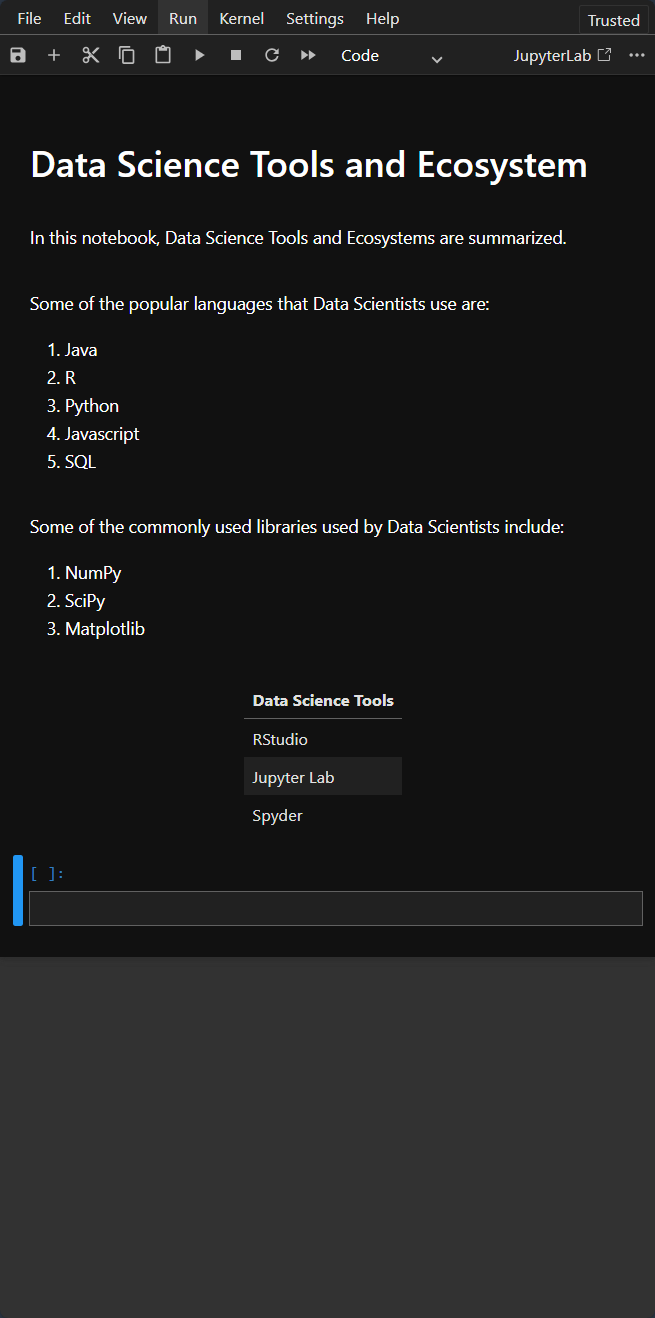 File Edit View Run Kernel Settings Help Trusted
Code JupyterLab
Data Science Tools and Ecosystem
In this notebook, Data Science Tools and Ecosystems are summarized.
Some of the popular languages that Data Scientists use are:
1. Java
2. R
3. Python
4. Javascript
5. SQL
Some of the commonly used libraries used by Data Scientists include:
1. NumPy
2. SciPy
3. Matplotlib
Data Science Tools
RStudio
Jupyter Lab
Spyder
[ ]: